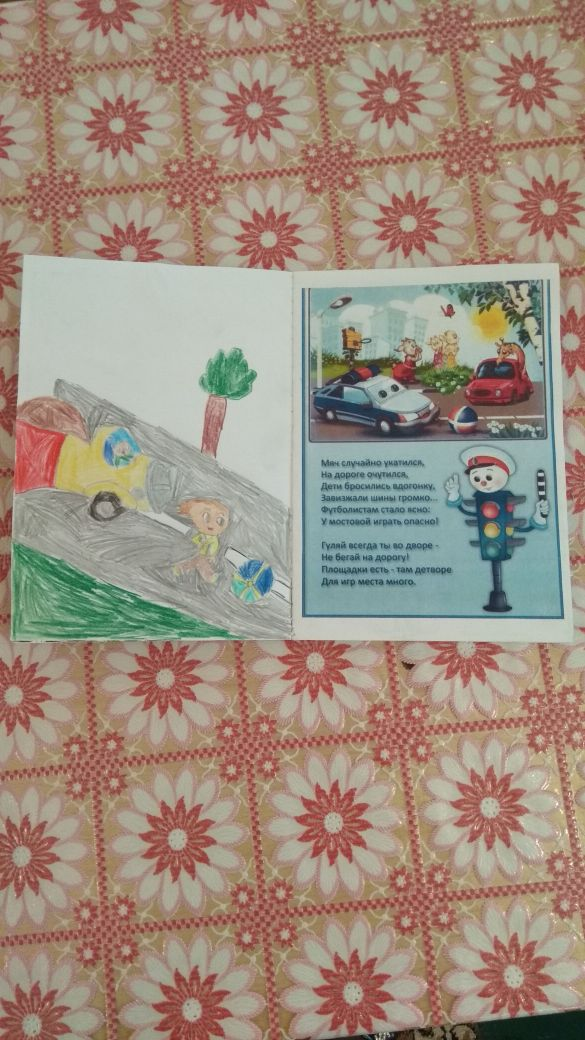 Мяч случайно укатился,
На дороге очутился,
Дети бросились вдогонку,
Завизжали шины громко...
Футболистам стало ясно:
У мостовой играть опасно!
Гуляй всегда ты во дворе -
Не бегай на дорогу!
Площадки есть - там детворе
Для игр места много.